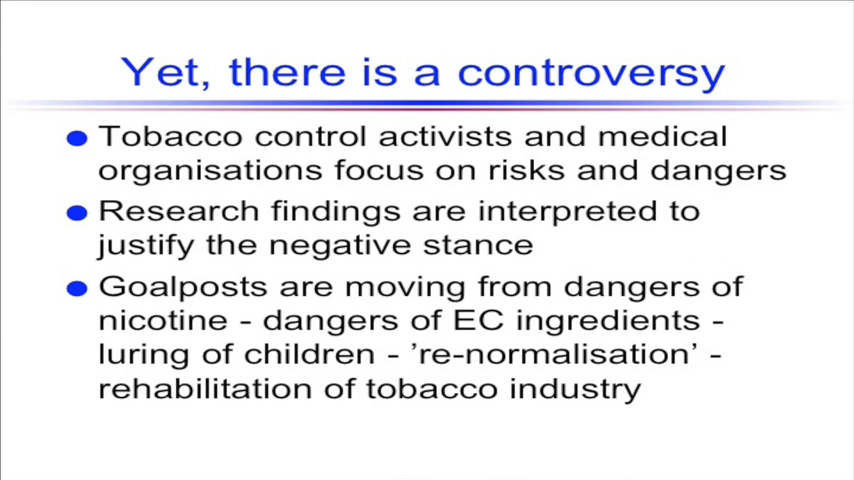 Yet, there is a controversy
Tobacco control activists and medical
organisations focus on risks and dangers
Research findings are interpreted to
justify the negative stance
Goalposts are moving from dangers of
nicotine - dangers of EC ingredients -
luring of children - ’re-normalisation’ -
rehabilitation of tobacco industry